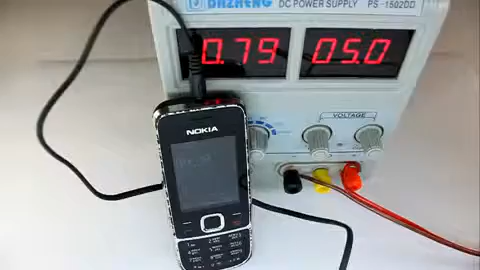 DAZHENG DC POWER SUPPLY PS-1502DD
0.79 05.0
VOLTAGE
NOKIA